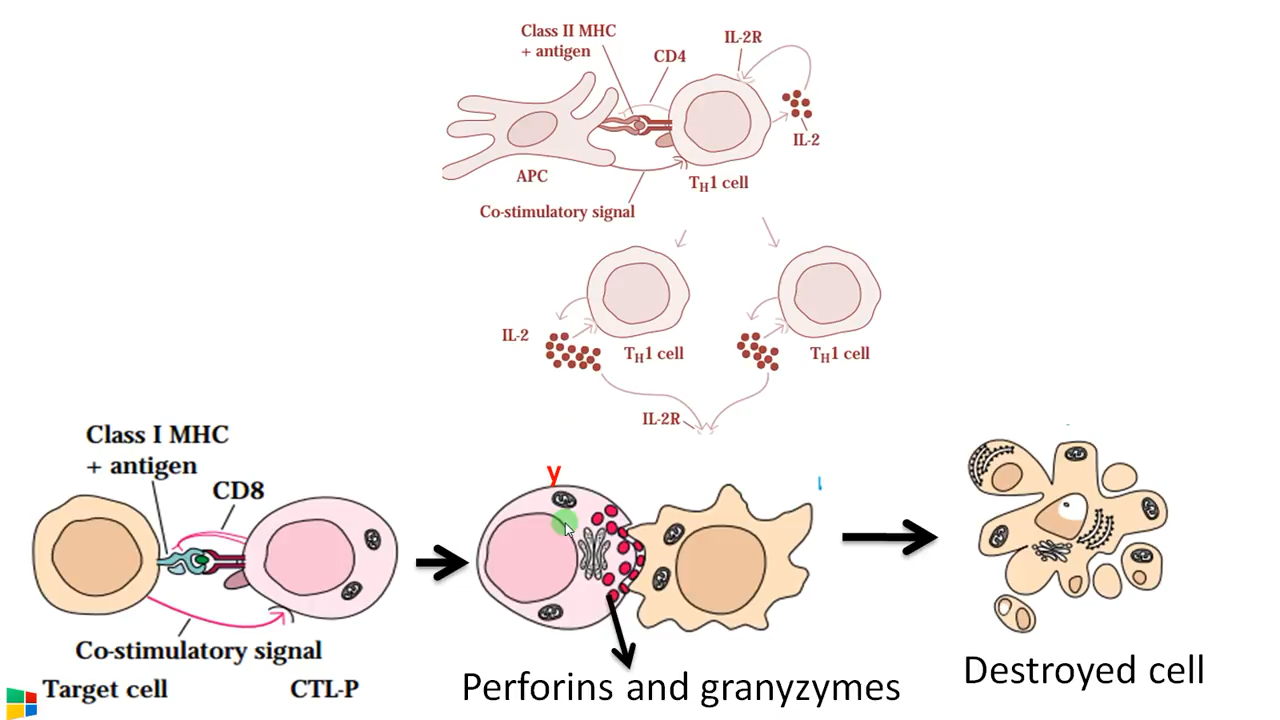 Class II MHC
+ antigen
IL-2R
CD4
IL-2
APC
TH1 cell
Co-stimulatory signal
IL-2
TH1 cell
TH1 cell
IL-2R
Class I MHC
+ antigen
CD8
y
Co-stimulatory signal
Target cell
CTL-P
Perforins and granyzymes
Destroyed cell